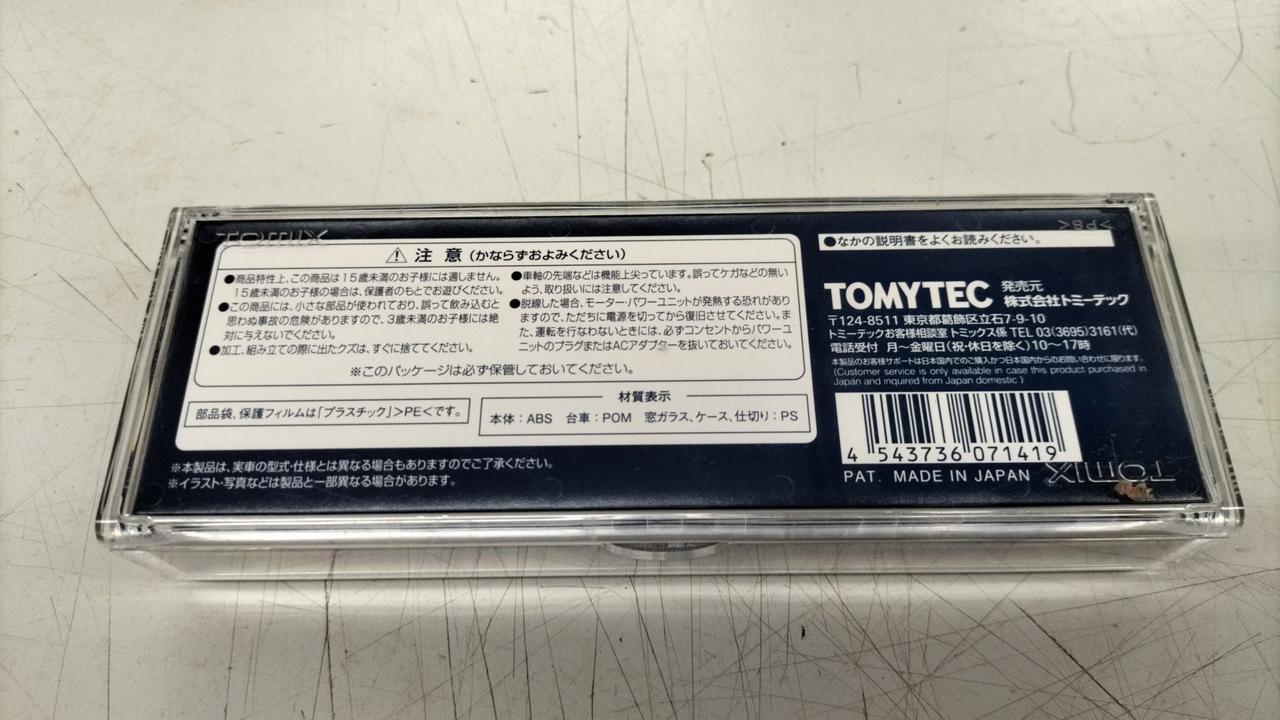 TOMIX
⚠ 注 意 (かならずおよみください)
●商品特性上、この商品は15歳未満のお子様には適しません。
15歳未満のお子様の場合は、保護者のもとでお遊びください。
●この商品には、小さな部品が使われており、誤って飲み込むと
思わぬ事故の危険がありますので、3歳未満のお子様には絶
対に与えないでください。
●加工、組み立ての際に出たクズは、すぐに捨ててください。
●車軸の先端などは機能上尖っています。誤ってケガなどの無い
よう、取り扱いには注意してください。
●脱線した場合、モーター・パワーユニットが発熱する恐れがあり
ますので、ただちに電源を切ってから復旧させてください。ま
た、運転を行なわないときには、必ずコンセントからパワーユ
ニットのプラグまたはACアダプターを抜いておいてください。
※このパッケージは必ず保管しておいてください。
部品袋、保護フィルムは「プラスチック」>PE<です。
材質表示
本体:ABS 台車:POM 窓ガラス、ケース、仕切り:PS
※本製品は、実車の型式・仕様とは異なる場合もありますのでご了承ください。
※イラスト・写真などは製品と一部異なる場合があります。
>PS<
●なかの説明書をよくお読みください。
TOMYTEC 発売元 株式会社トミーテック
〒124-8511 東京都葛飾区立石7-9-10
トミーテックお客様相談室 トミックス係 TEL 03(3695)3161(代)
電話受付 月〜金曜日(祝・休日を除く)10〜17時
本製品のお客様サポートは日本国内でのご購入かつ日本国内からのお問い合わせに限ります。
(Customer service is only available in case this product purchased in
Japan and inquired from Japan domestic.)
4 543736 071419
PAT. MADE IN JAPAN
TOMIX